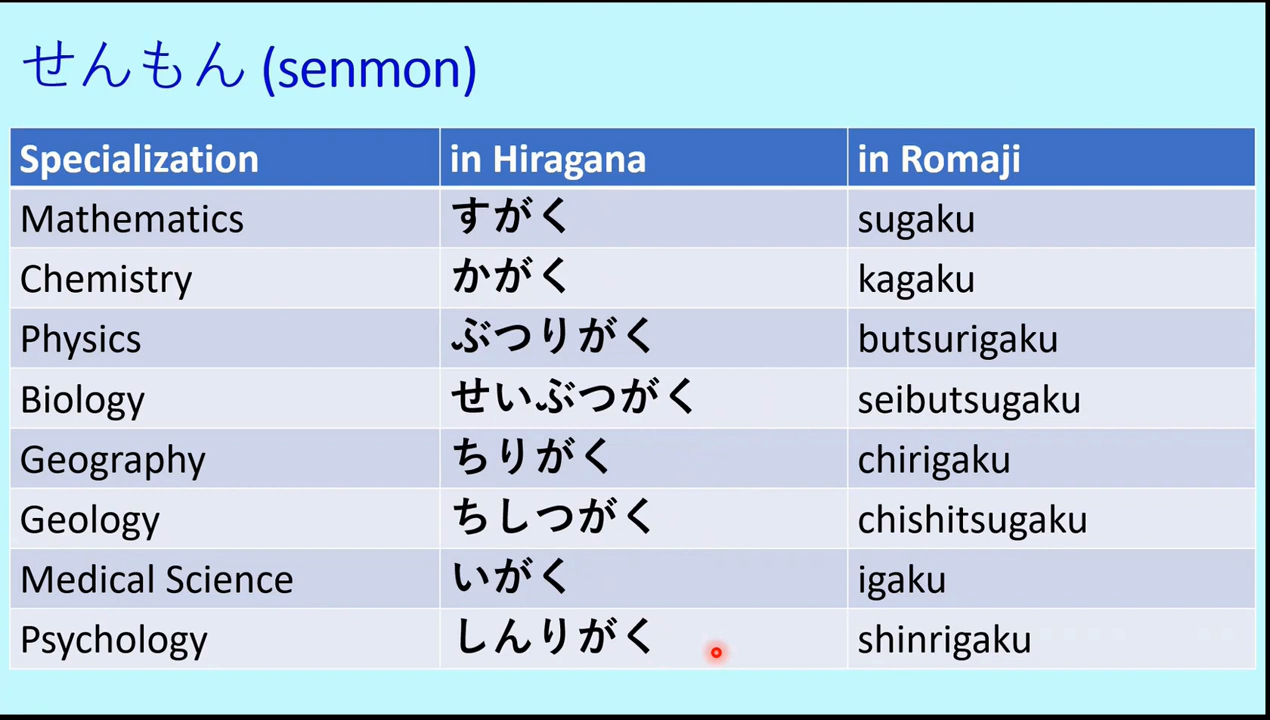 せんもん (senmon)
Specialization in Hiragana in Romaji
Mathematics すがく sugaku
Chemistry かがく kagaku
Physics ぶつりがく butsurigaku
Biology せいぶつがく seibutsugaku
Geography ちりがく chirigaku
Geology ちしつがく chishitsugaku
Medical Science いがく igaku
Psychology しんりがく shinrigaku